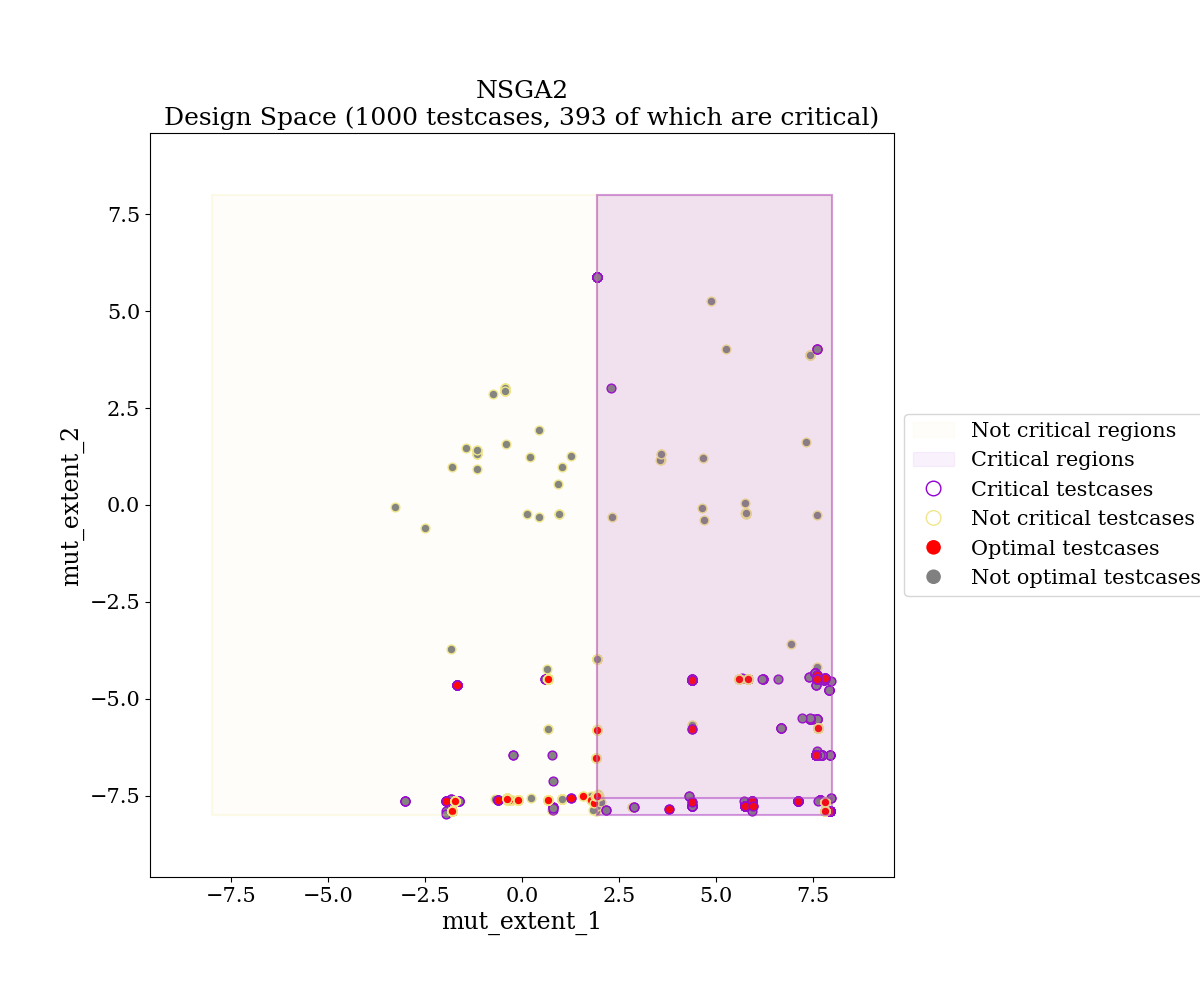 NSGA2
Design Space (1000 testcases, 393 of which are critical)
7.5
5.0
2.5
0.0
−2.5
−5.0
−7.5
mut_extent_2
−7.5
−5.0
−2.5
0.0
2.5
5.0
7.5
mut_extent_1
Not critical regions
Critical regions
Critical testcases
Not critical testcases
Optimal testcases
Not optimal testcases